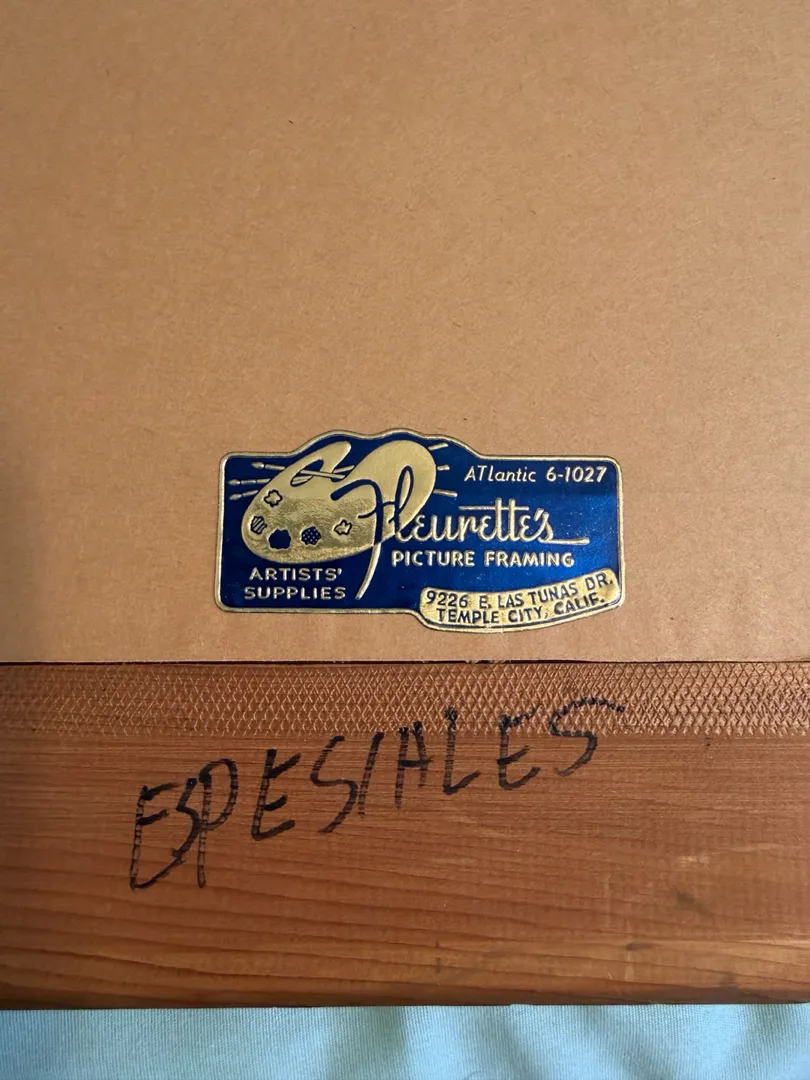 ATlantic 6-1027
Fleurette's
PICTURE FRAMING
ARTISTS'
SUPPLIES
9226 E. LAS TUNAS DR.
TEMPLE CITY, CALIF.
ESPESIALES